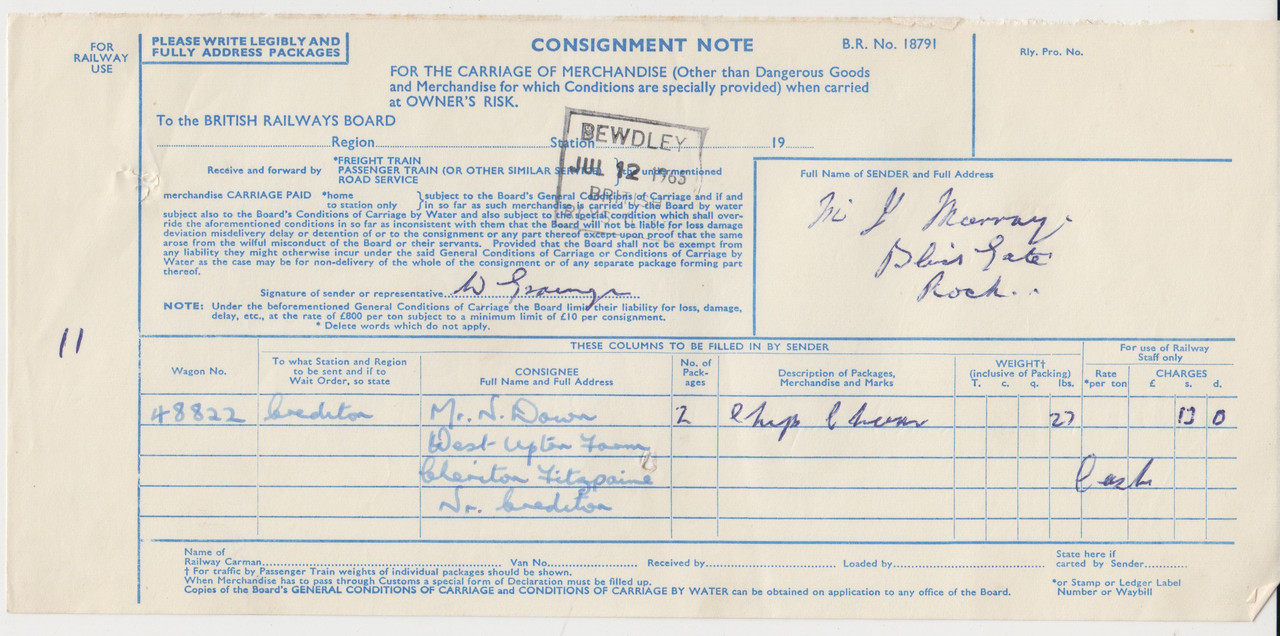 FOR
RAILWAY
USE
PLEASE WRITE LEGIBLY AND
FULLY ADDRESS PACKAGES
CONSIGNMENT NOTE
B.R. No. 18791
Rly. Pro. No.
FOR THE CARRIAGE OF MERCHANDISE (Other than Dangerous Goods
and Merchandise for which Conditions are specially provided) when carried
at OWNER'S RISK.
To the BRITISH RAILWAYS BOARD
Region Station 19
BEWDLEY
JUL 12 1965
Receive and forward by
*FREIGHT TRAIN
PASSENGER TRAIN (OR OTHER SIMILAR SERVICE) the undermentioned
ROAD SERVICE
merchandise CARRIAGE PAID *home
to station only
subject to the Board's General Conditions of Carriage and if and
in so far as such merchandise is carried by the Board by water
subject also to the Board's Conditions of Carriage by Water and also subject to the special condition which shall over-
ride the aforementioned conditions in so far as inconsistent with them that the Board will not be liable for loss damage
deviation misdelivery delay or detention of or to the consignment or any part thereof except upon proof that the same
arose from the wilful misconduct of the Board or their servants. Provided that the Board shall not be exempt from
any liability they might otherwise incur under the said General Conditions of Carriage or Conditions of Carriage by
Water as the case may be for non-delivery of the whole of the consignment or of any separate package forming part
thereof.
Signature of sender or representative
NOTE: Under the beforementioned General Conditions of Carriage the Board limit their liability for loss, damage,
delay, etc., at the rate of £800 per ton subject to a minimum limit of £10 per consignment.
* Delete words which do not apply.
Full Name of SENDER and Full Address
Murray
Bliss Gate
Rock
11
THESE COLUMNS TO BE FILLED IN BY SENDER
For use of Railway
Staff only
Wagon No.
To what Station and Region
to be sent and if to
Wait Order, so state
CONSIGNEE
Full Name and Full Address
No. of
Pack-
ages
Description of Packages,
Merchandise and Marks
WEIGHT†
(inclusive of Packing)
T. c. q. lbs.
Rate
*per ton
CHARGES
£ s. d.
48822 Crediton Mr. N. Down 2 Chip 27 13 0
West Upton Farm
Cheriton Fitzpaine Cash
Nr. Crediton
Name of
Railway Carman Van No. Received by Loaded by
State here if
carted by Sender
† For traffic by Passenger Train weights of individual packages should be shown.
When Merchandise has to pass through Customs a special form of Declaration must be filled up.
Copies of the Board's GENERAL CONDITIONS OF CARRIAGE and CONDITIONS OF CARRIAGE BY WATER can be obtained on application to any office of the Board.
*or Stamp or Ledger Label
Number or Waybill